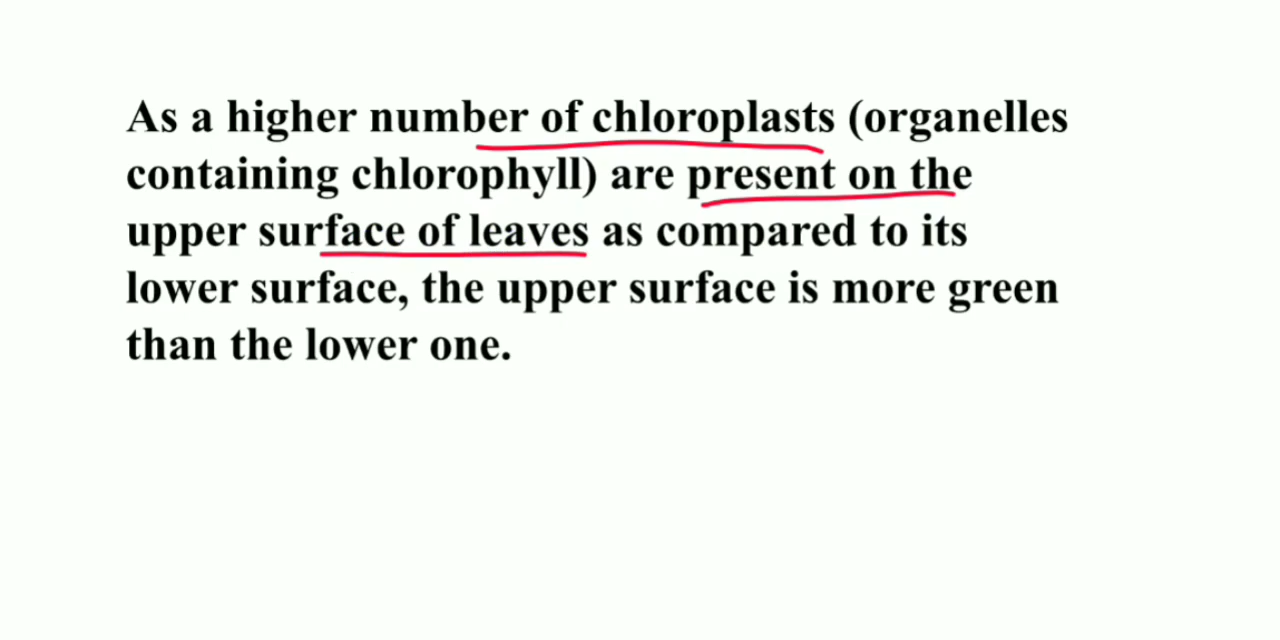 As a higher number of chloroplasts (organelles
containing chlorophyll) are present on the
upper surface of leaves as compared to its
lower surface, the upper surface is more green
than the lower one.